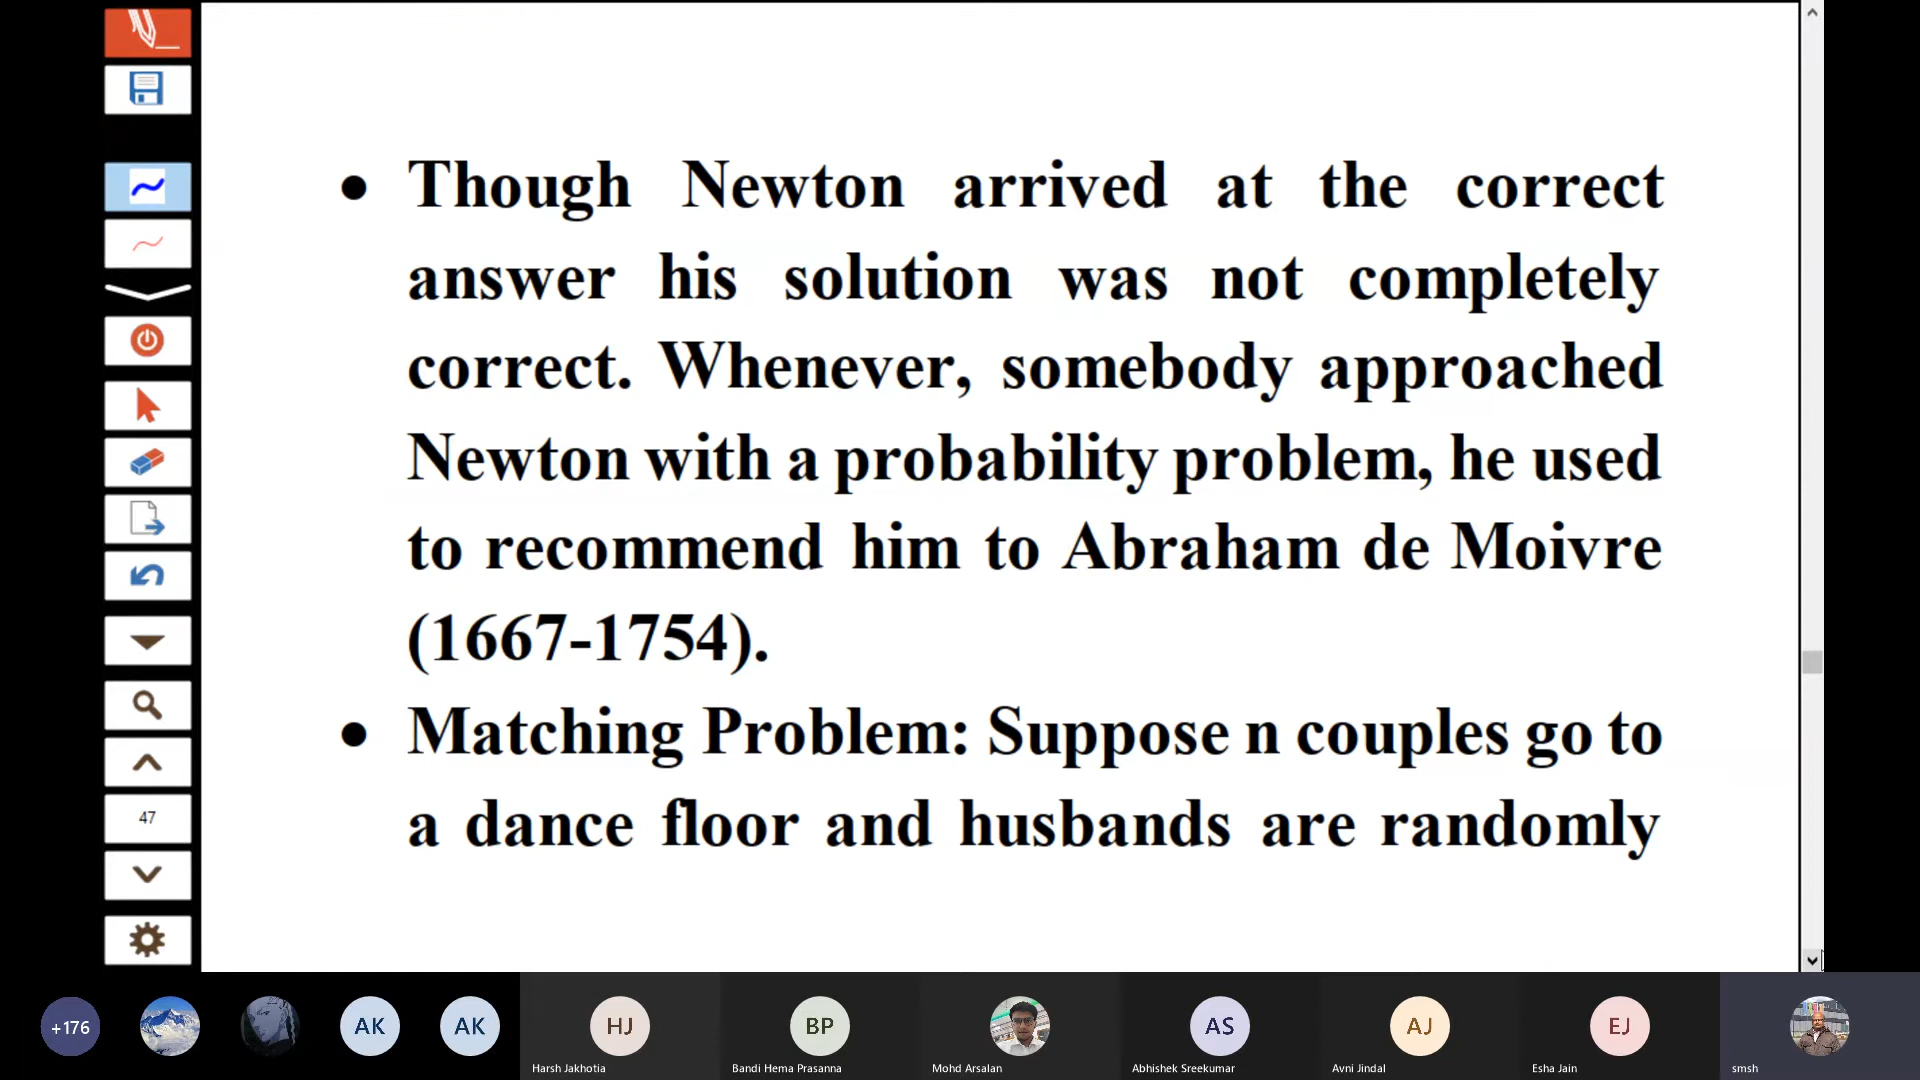 • Though Newton arrived at the correct
answer his solution was not completely
correct. Whenever, somebody approached
Newton with a probability problem, he used
to recommend him to Abraham de Moivre
(1667-1754).
• Matching Problem: Suppose n couples go to
a dance floor and husbands are randomly
47
+176
AK
AK
HJ
BP
AS
AJ
EJ
Harsh Jakhotia
Bandi Hema Prasanna
Mohd Arsalan
Abhishek Sreekumar
Avni Jindal
Esha Jain
smsh